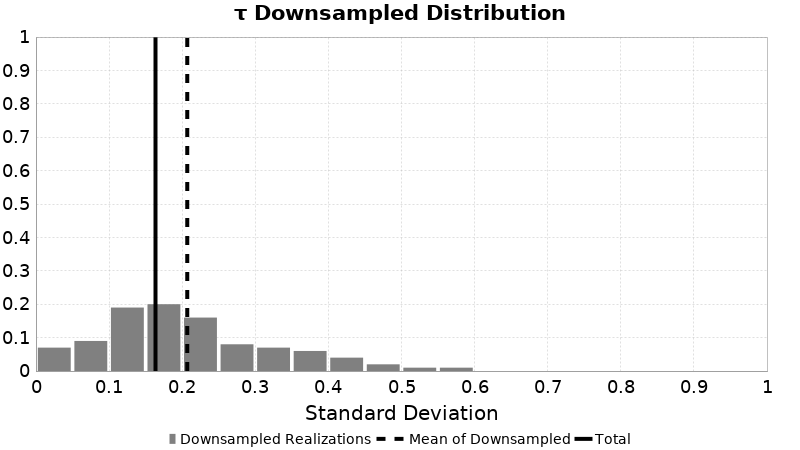 τ Downsampled Distribution
1
0.9
0.8
0.7
0.6
0.5
0.4
0.3
0.2
0.1
0
0 0.1 0.2 0.3 0.4 0.5 0.6 0.7 0.8 0.9 1
Standard Deviation
Downsampled Realizations Mean of Downsampled Total